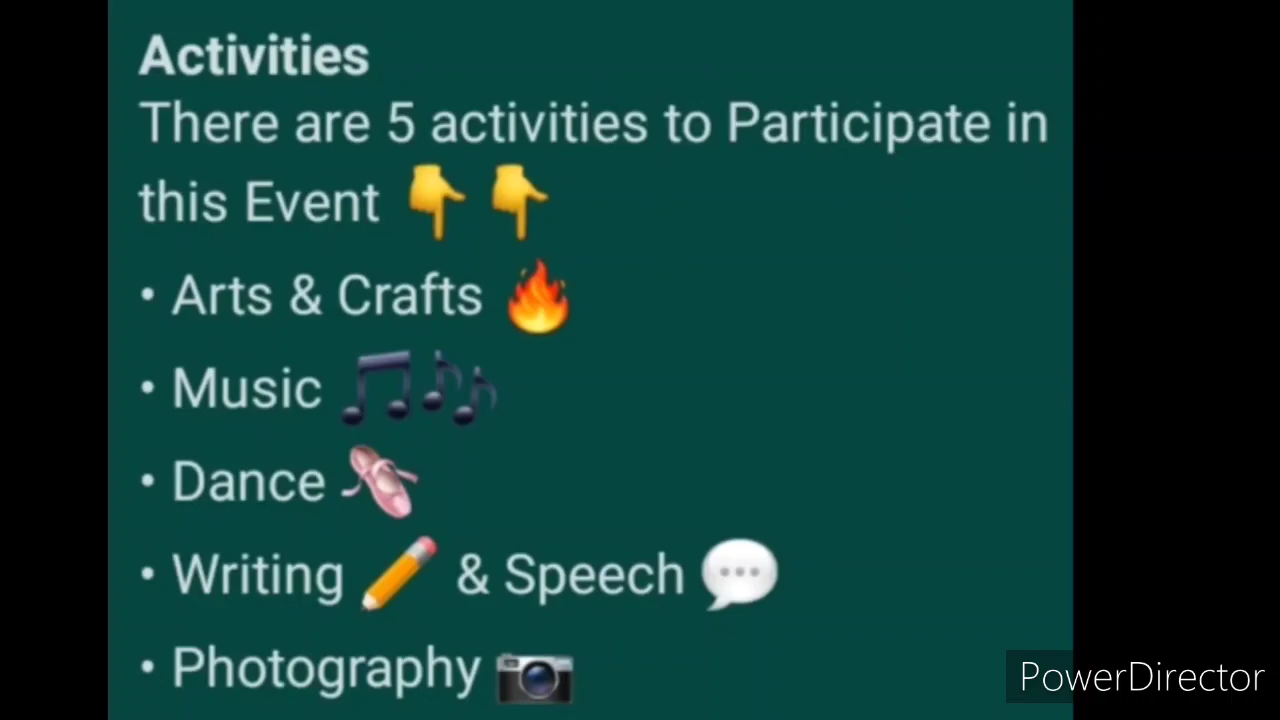 Activities
There are 5 activities to Participate in
this Event 👇👇
• Arts & Crafts 🔥
• Music 🎵🎶
• Dance 🩰
• Writing ✏️ & Speech 💬
• Photography 📷
PowerDirector